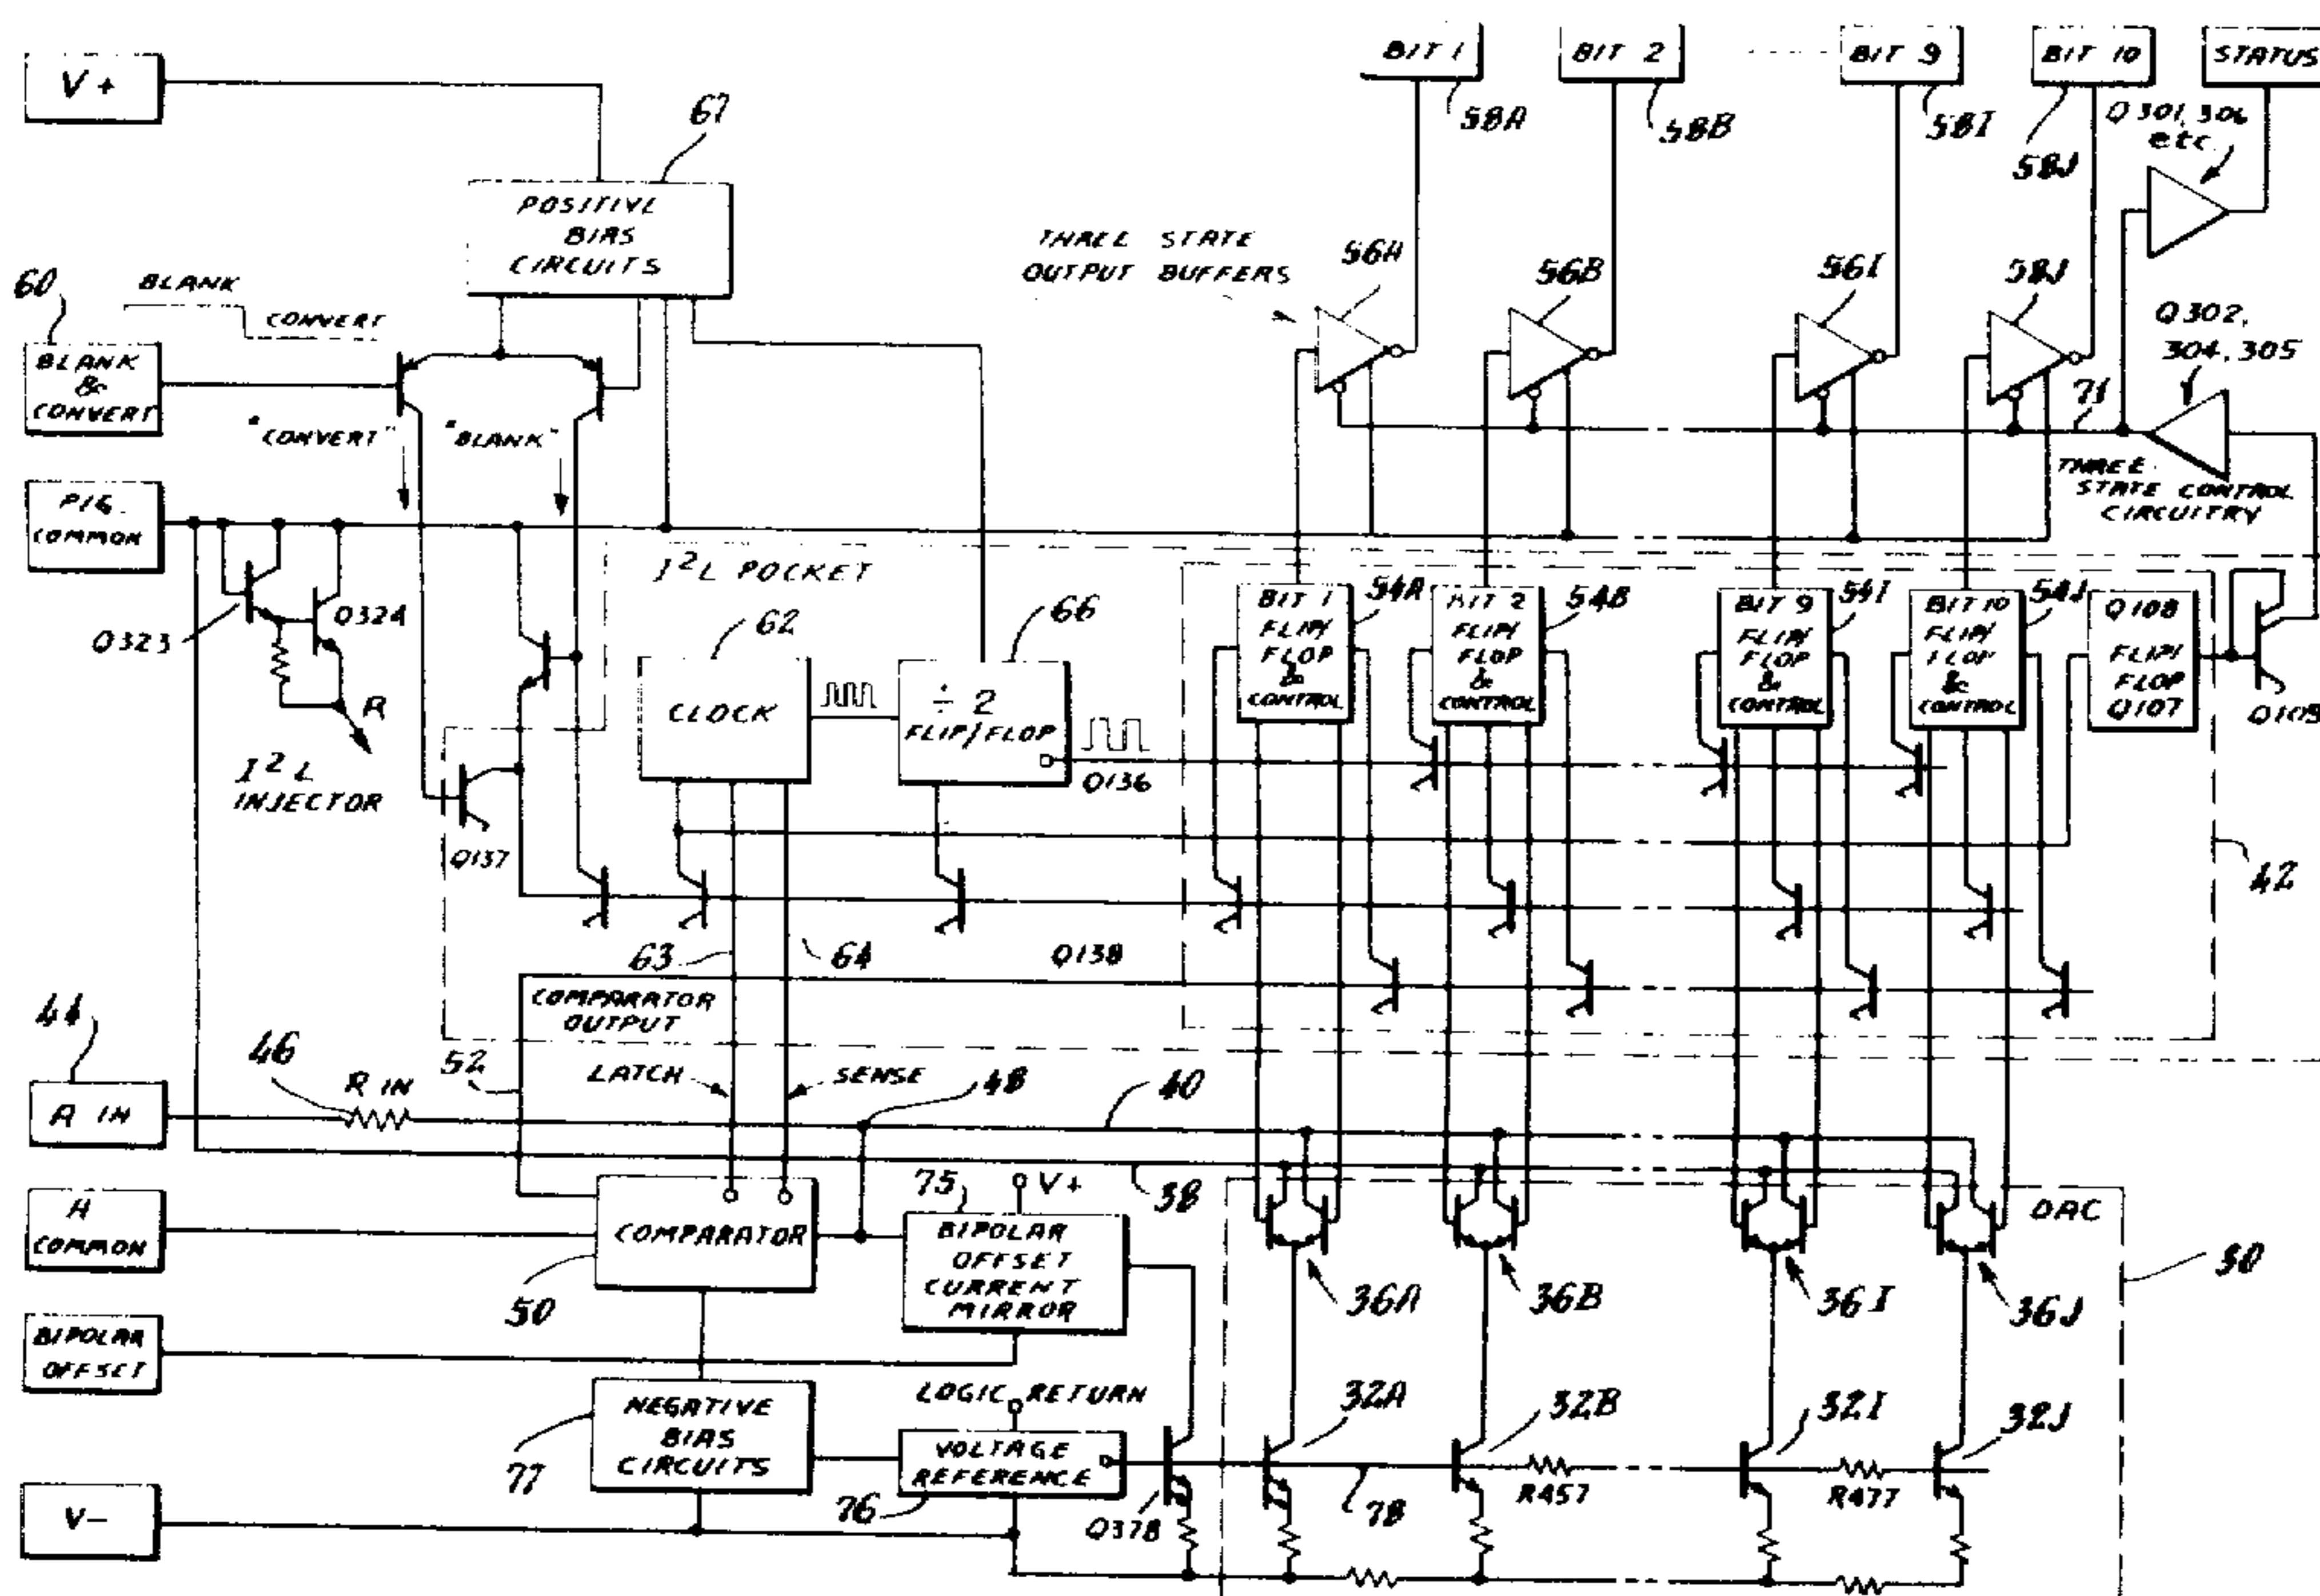 V+
67
POSITIVE
BIAS
CIRCUITS
60
BLANK
CONVERT
BLANK
&
CONVERT
"CONVERT"
"BLANK"
P/G
COMMON
Q323
Q324
R
I²L
INJECTOR
Q137
I²L POCKET
62
CLOCK
66
÷ 2
FLIP/FLOP
Q136
63
64
Q138
COMPARATOR
OUTPUT
THREE STATE
OUTPUT BUFFERS
BIT 1
58A
BIT 2
58B
BIT 9
58I
BIT 10
58J
STATUS
Q301, 306
etc.
56A
56B
56I
58J
Q302,
304, 305
71
THREE
STATE CONTROL
CIRCUITRY
BIT 1
FLIP/
FLOP
&
CONTROL
54A
BIT 2
FLIP/
FLOP
&
CONTROL
54B
BIT 9
FLIP/
FLOP
&
CONTROL
54I
BIT 10
FLIP/
FLOP
&
CONTROL
54J
Q108
FLIP/
FLOP
Q107
42
44
A IN
46
R IN
52
LATCH
SENSE
48
40
38
A
COMMON
COMPARATOR
50
75
V+
BIPOLAR
OFFSET
CURRENT
MIRROR
36A
36B
36I
36J
DAC
30
BIPOLAR
OFFSET
NEGATIVE
BIAS
CIRCUITS
77
LOGIC RETURN
VOLTAGE
REFERENCE
76
Q378
32A
32B
32I
32J
78
R457
R477
V-